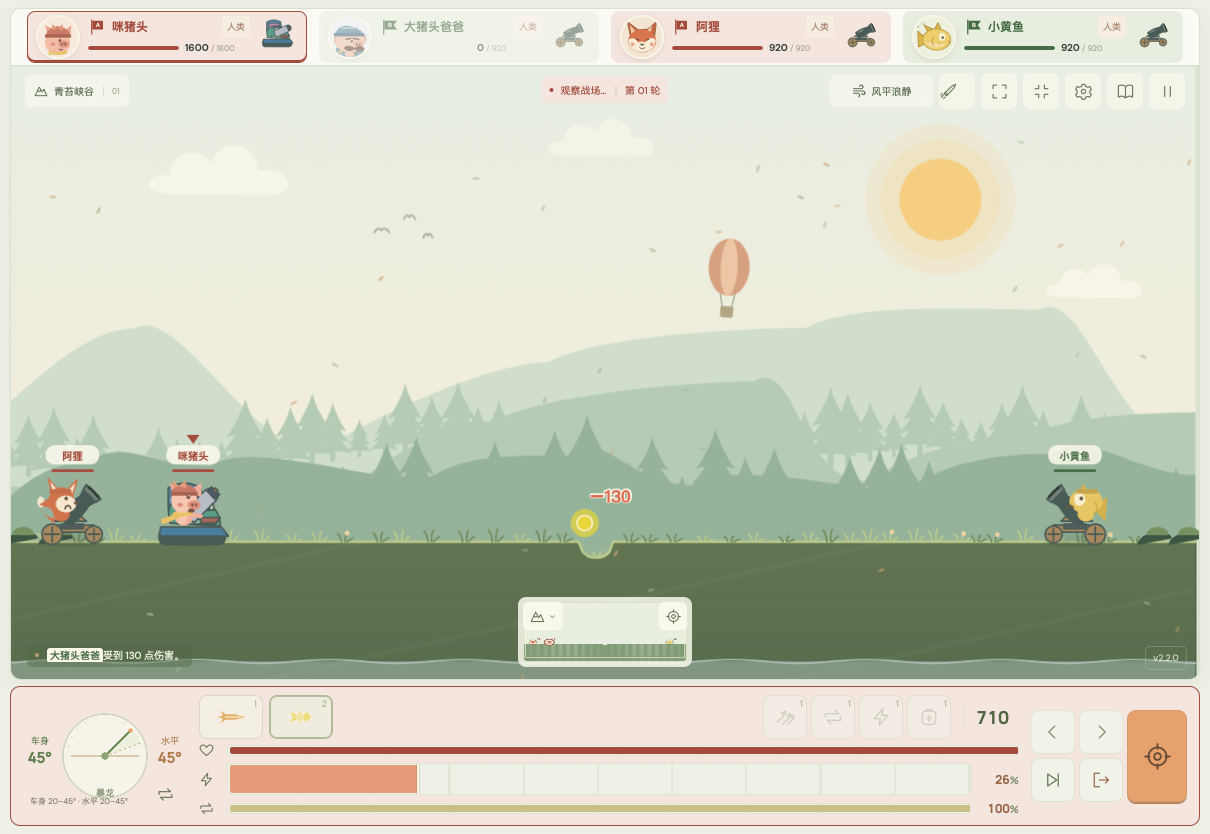 A 咪猪头 人类
1600 / 1600
B 大猪头爸爸 人类
0 / 920
A 阿狸 人类
920 / 920
B 小黄鱼 人类
920 / 920
青苔峡谷 01
观察战场... 第 01 轮
风平浪静
阿狸
咪猪头
小黄鱼
−130
大猪头爸爸 受到 130 点伤害。
v2.2.0
1
2
1
1
1
1
710
车身
45°
水平
45°
暴龙
车身 20–45° · 水平 20–45°
26%
100%